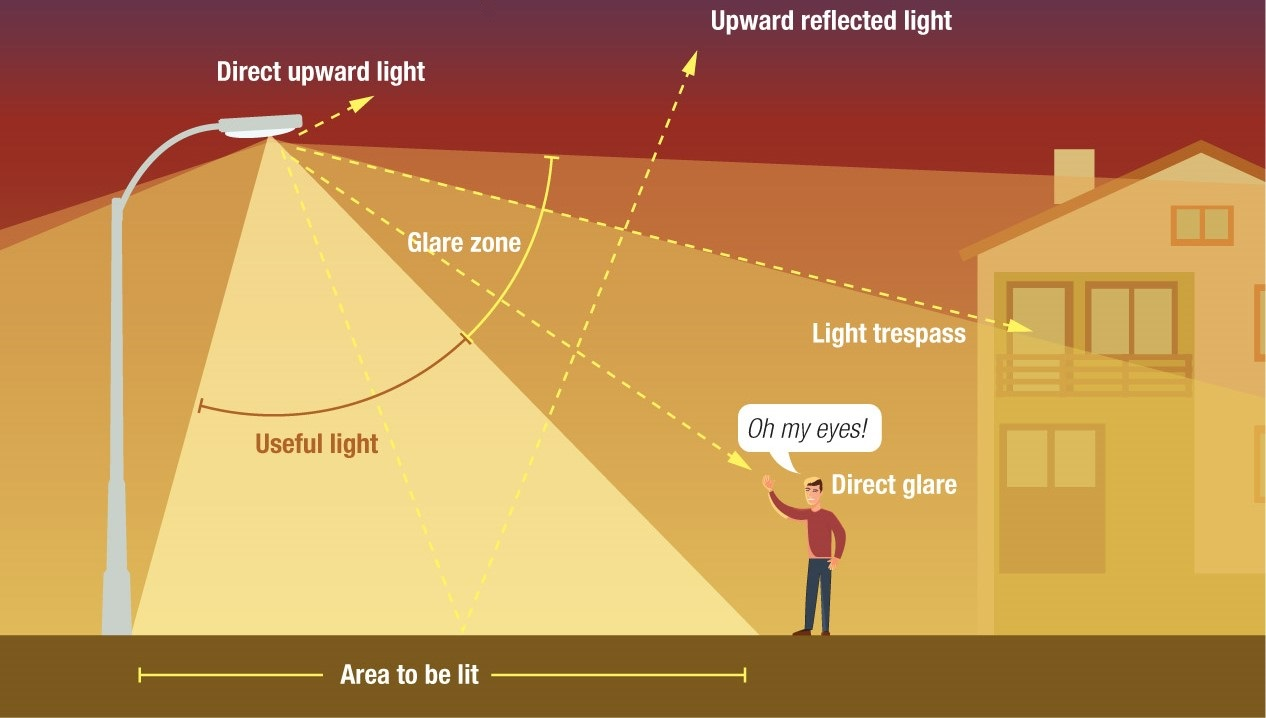 Upward reflected light
Direct upward light
Glare zone
Light trespass
Oh my eyes!
Useful light
Direct glare
Area to be lit